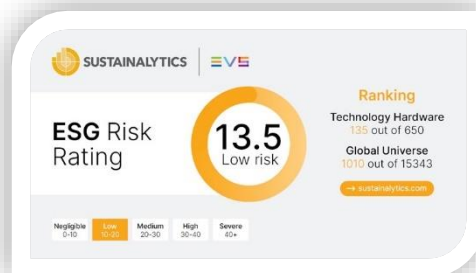 SUSTAINALYTICS
EVS
ESG Risk
Rating
13.5
Low risk
Ranking
Technology Hardware
135 out of 650
Global Universe
1010 out of 15343
→ sustainalytics.com
Negligible
0-10
Low
10-20
Medium
20-30
High
30-40
Severe
40+